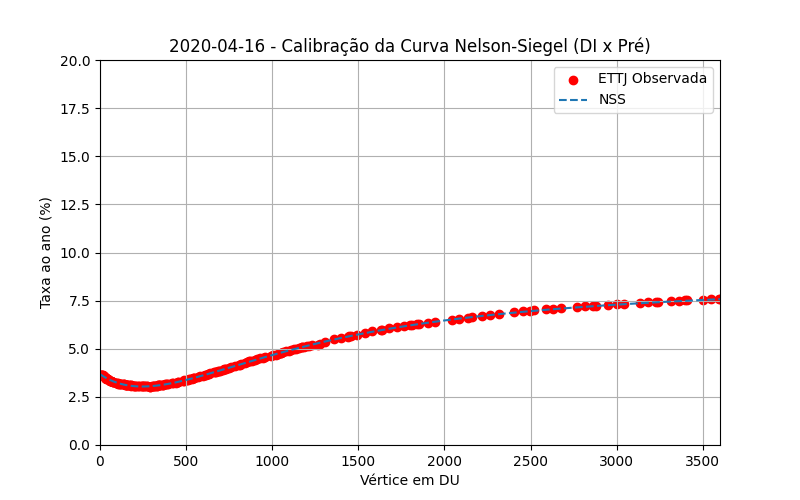 2020-04-16 - Calibração da Curva Nelson-Siegel (DI x Pré)
ETTJ Observada
NSS
Taxa ao ano (%)
20.0
17.5
15.0
12.5
10.0
7.5
5.0
2.5
0.0
0 500 1000 1500 2000 2500 3000 3500
Vértice em DU